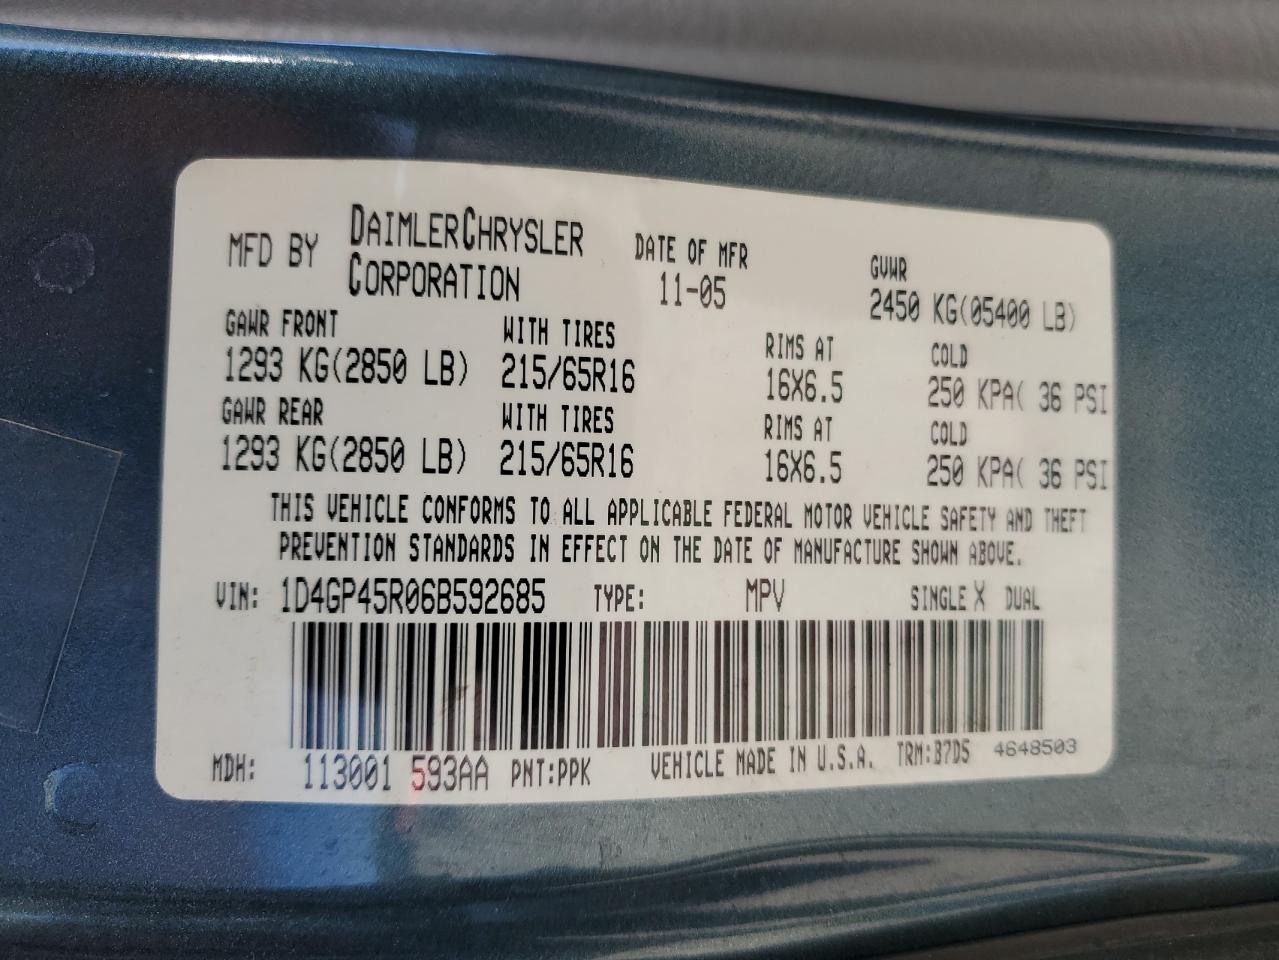 MFD BY DAIMLERCHRYSLER CORPORATION
DATE OF MFR 11-05
GVWR 2450 KG(05400 LB)
GAWR FRONT WITH TIRES RIMS AT COLD
1293 KG(2850 LB) 215/65R16 16X6.5 250 KPA( 36 PSI
GAWR REAR WITH TIRES RIMS AT COLD
1293 KG(2850 LB) 215/65R16 16X6.5 250 KPA( 36 PSI
THIS VEHICLE CONFORMS TO ALL APPLICABLE FEDERAL MOTOR VEHICLE SAFETY AND THEFT
PREVENTION STANDARDS IN EFFECT ON THE DATE OF MANUFACTURE SHOWN ABOVE.
VIN: 1D4GP45R06B592685 TYPE: MPV SINGLE X DUAL
MDH: 113001 593AA PNT:PPK VEHICLE MADE IN U.S.A. TRM:B7D5 4648503